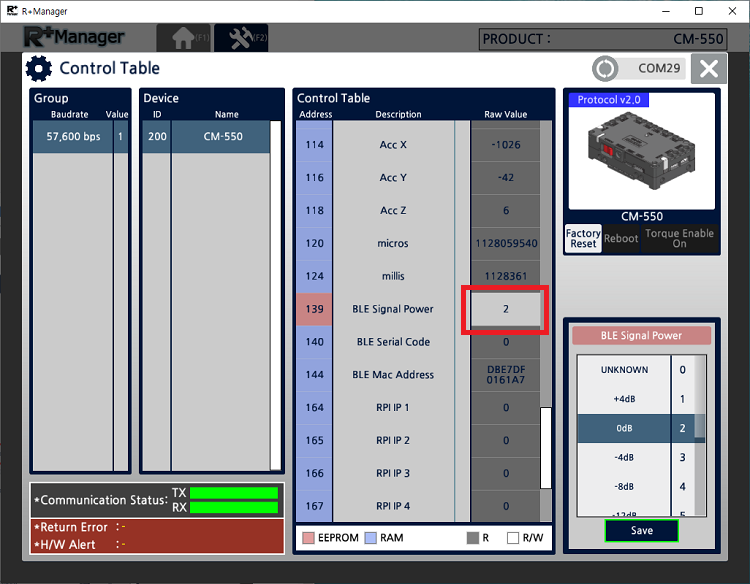 R+Manager
R+Manager
(F1)
(F2)
PRODUCT :
CM-550
Control Table
COM29
Group
Baudrate Value
57,600 bps 1
Device
ID Name
200 CM-550
Control Table
Address Description Raw Value
114 Acc X -1026
116 Acc Y -42
118 Acc Z 6
120 micros 1128059540
124 millis 1128361
139 BLE Signal Power 2
140 BLE Serial Code 0
144 BLE Mac Address DBE7DF
0161A7
164 RPI IP 1 0
165 RPI IP 2 0
166 RPI IP 3 0
167 RPI IP 4 0
EEPROM RAM R R/W
Protocol v2.0
CM-550
Factory
Reset
Reboot
Torque Enable
On
BLE Signal Power
UNKNOWN 0
+4dB 1
0dB 2
-4dB 3
-8dB 4
-12dB 5
Save
*Communication Status: TX
RX
*Return Error : -
*H/W Alert : -